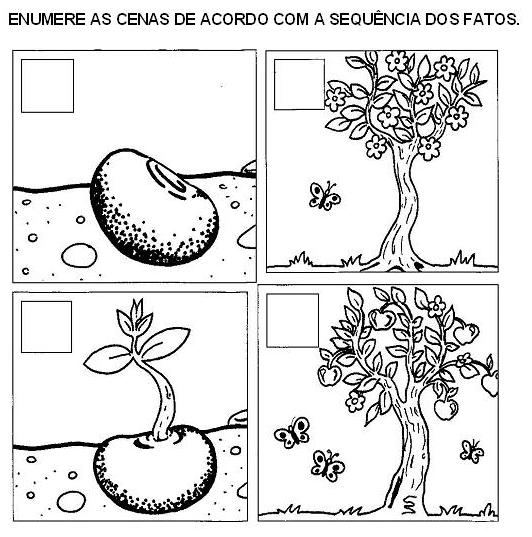 ENUMERE AS CENAS DE ACORDO COM A SEQUÊNCIA DOS FATOS.